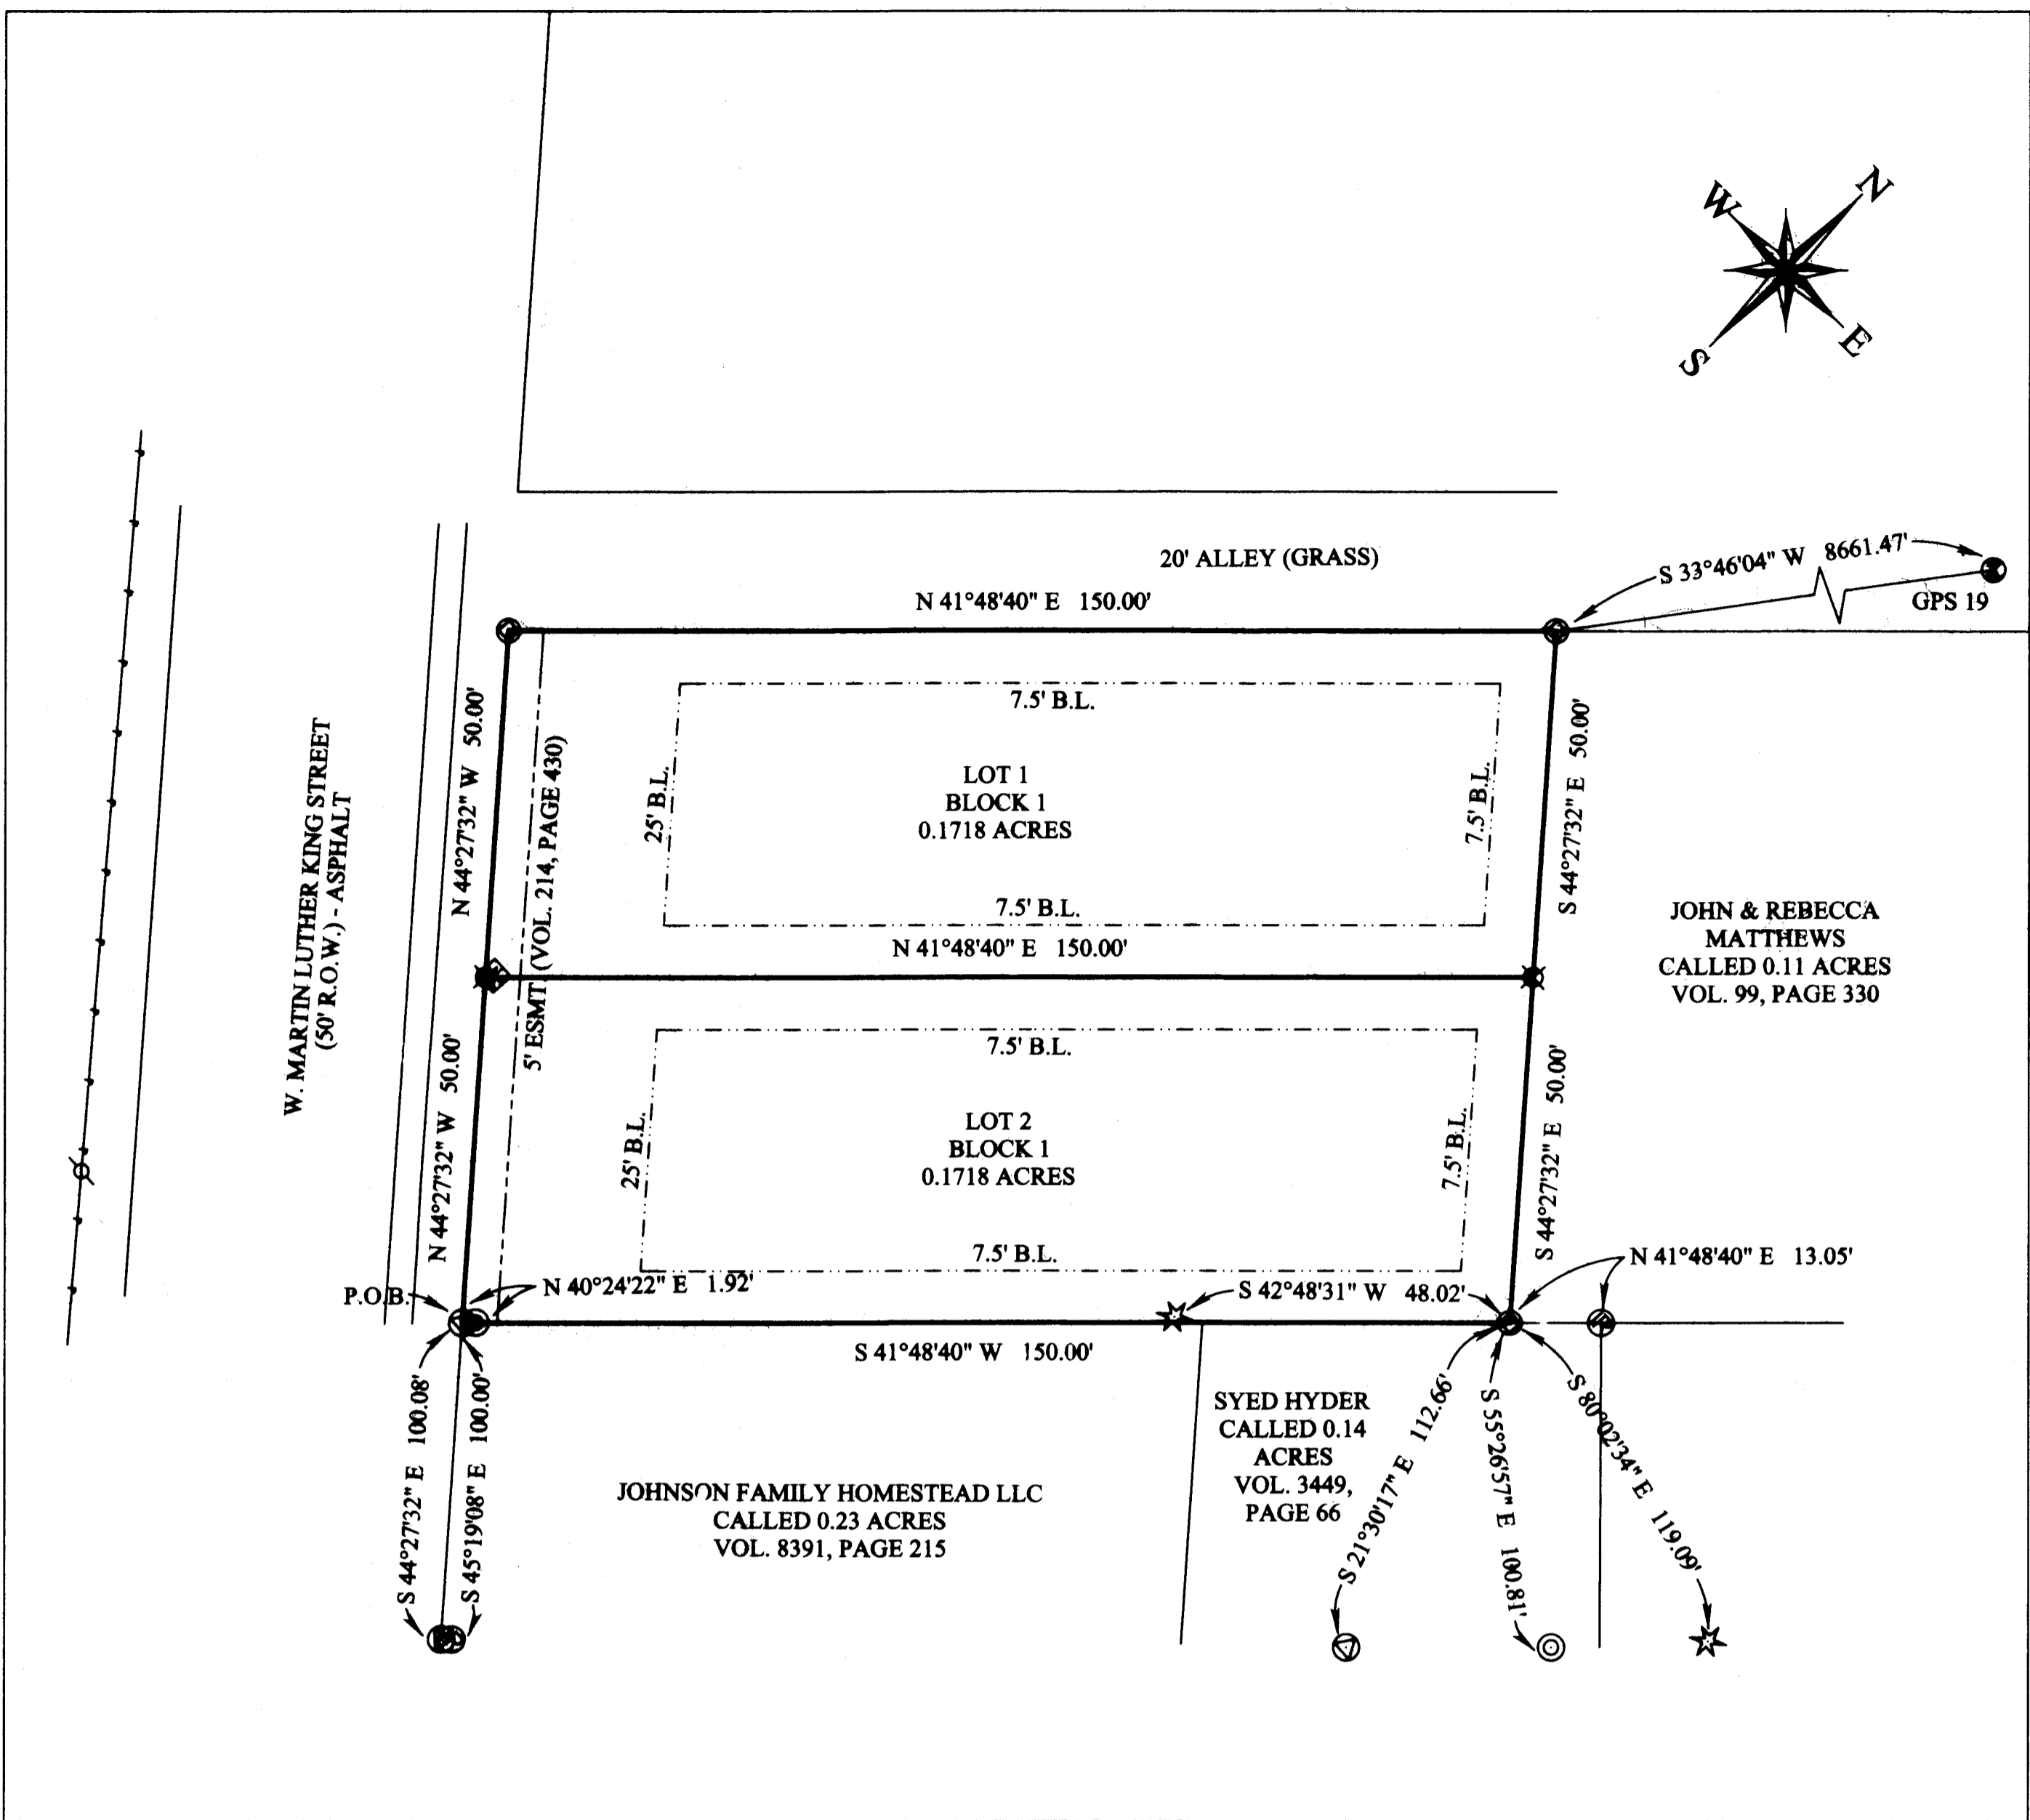 N
W
E
S
20' ALLEY (GRASS)
S 33°46'04" W 8661.47'
GPS 19
N 41°48'40" E 150.00'
7.5' B.L.
N 44°27'32" W 50.00'
5' ESMT. (VOL. 214, PAGE 430)
25' B.L.
LOT 1
BLOCK 1
0.1718 ACRES
7.5' B.L.
S 44°27'32" E 50.00'
W. MARTIN LUTHER KING STREET
(50' R.O.W.) - ASPHALT
7.5' B.L.
N 41°48'40" E 150.00'
JOHN & REBECCA
MATTHEWS
CALLED 0.11 ACRES
VOL. 99, PAGE 330
7.5' B.L.
N 44°27'32" W 50.00'
25' B.L.
LOT 2
BLOCK 1
0.1718 ACRES
7.5' B.L.
S 44°27'32" E 50.00'
7.5' B.L.
N 41°48'40" E 13.05'
P.O.B.
N 40°24'22" E 1.92'
S 42°48'31" W 48.02'
S 41°48'40" W 150.00'
S 44°27'32" E 100.08'
S 45°19'08" E 100.00'
JOHNSON FAMILY HOMESTEAD LLC
CALLED 0.23 ACRES
VOL. 8391, PAGE 215
SYED HYDER
CALLED 0.14
ACRES
VOL. 3449,
PAGE 66
S 21°30'17" E 112.66'
S 55°26'57" E 100.81'
S 80°02'34" E 119.09'